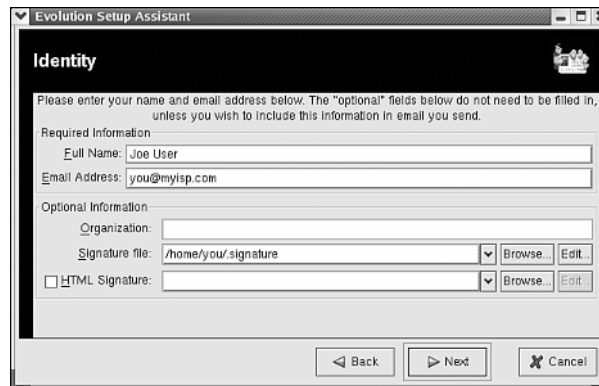 Evolution Setup Assistant
Identity
Please enter your name and email address below. The "optional" fields below do not need to be filled in,
unless you wish to include this information in email you send.
Required Information
Full Name: Joe User
Email Address: you@myisp.com
Optional Information
Organization:
Signature file: /home/you/.signature Browse... Edit...
HTML Signature: Browse... Edit...
Back Next Cancel